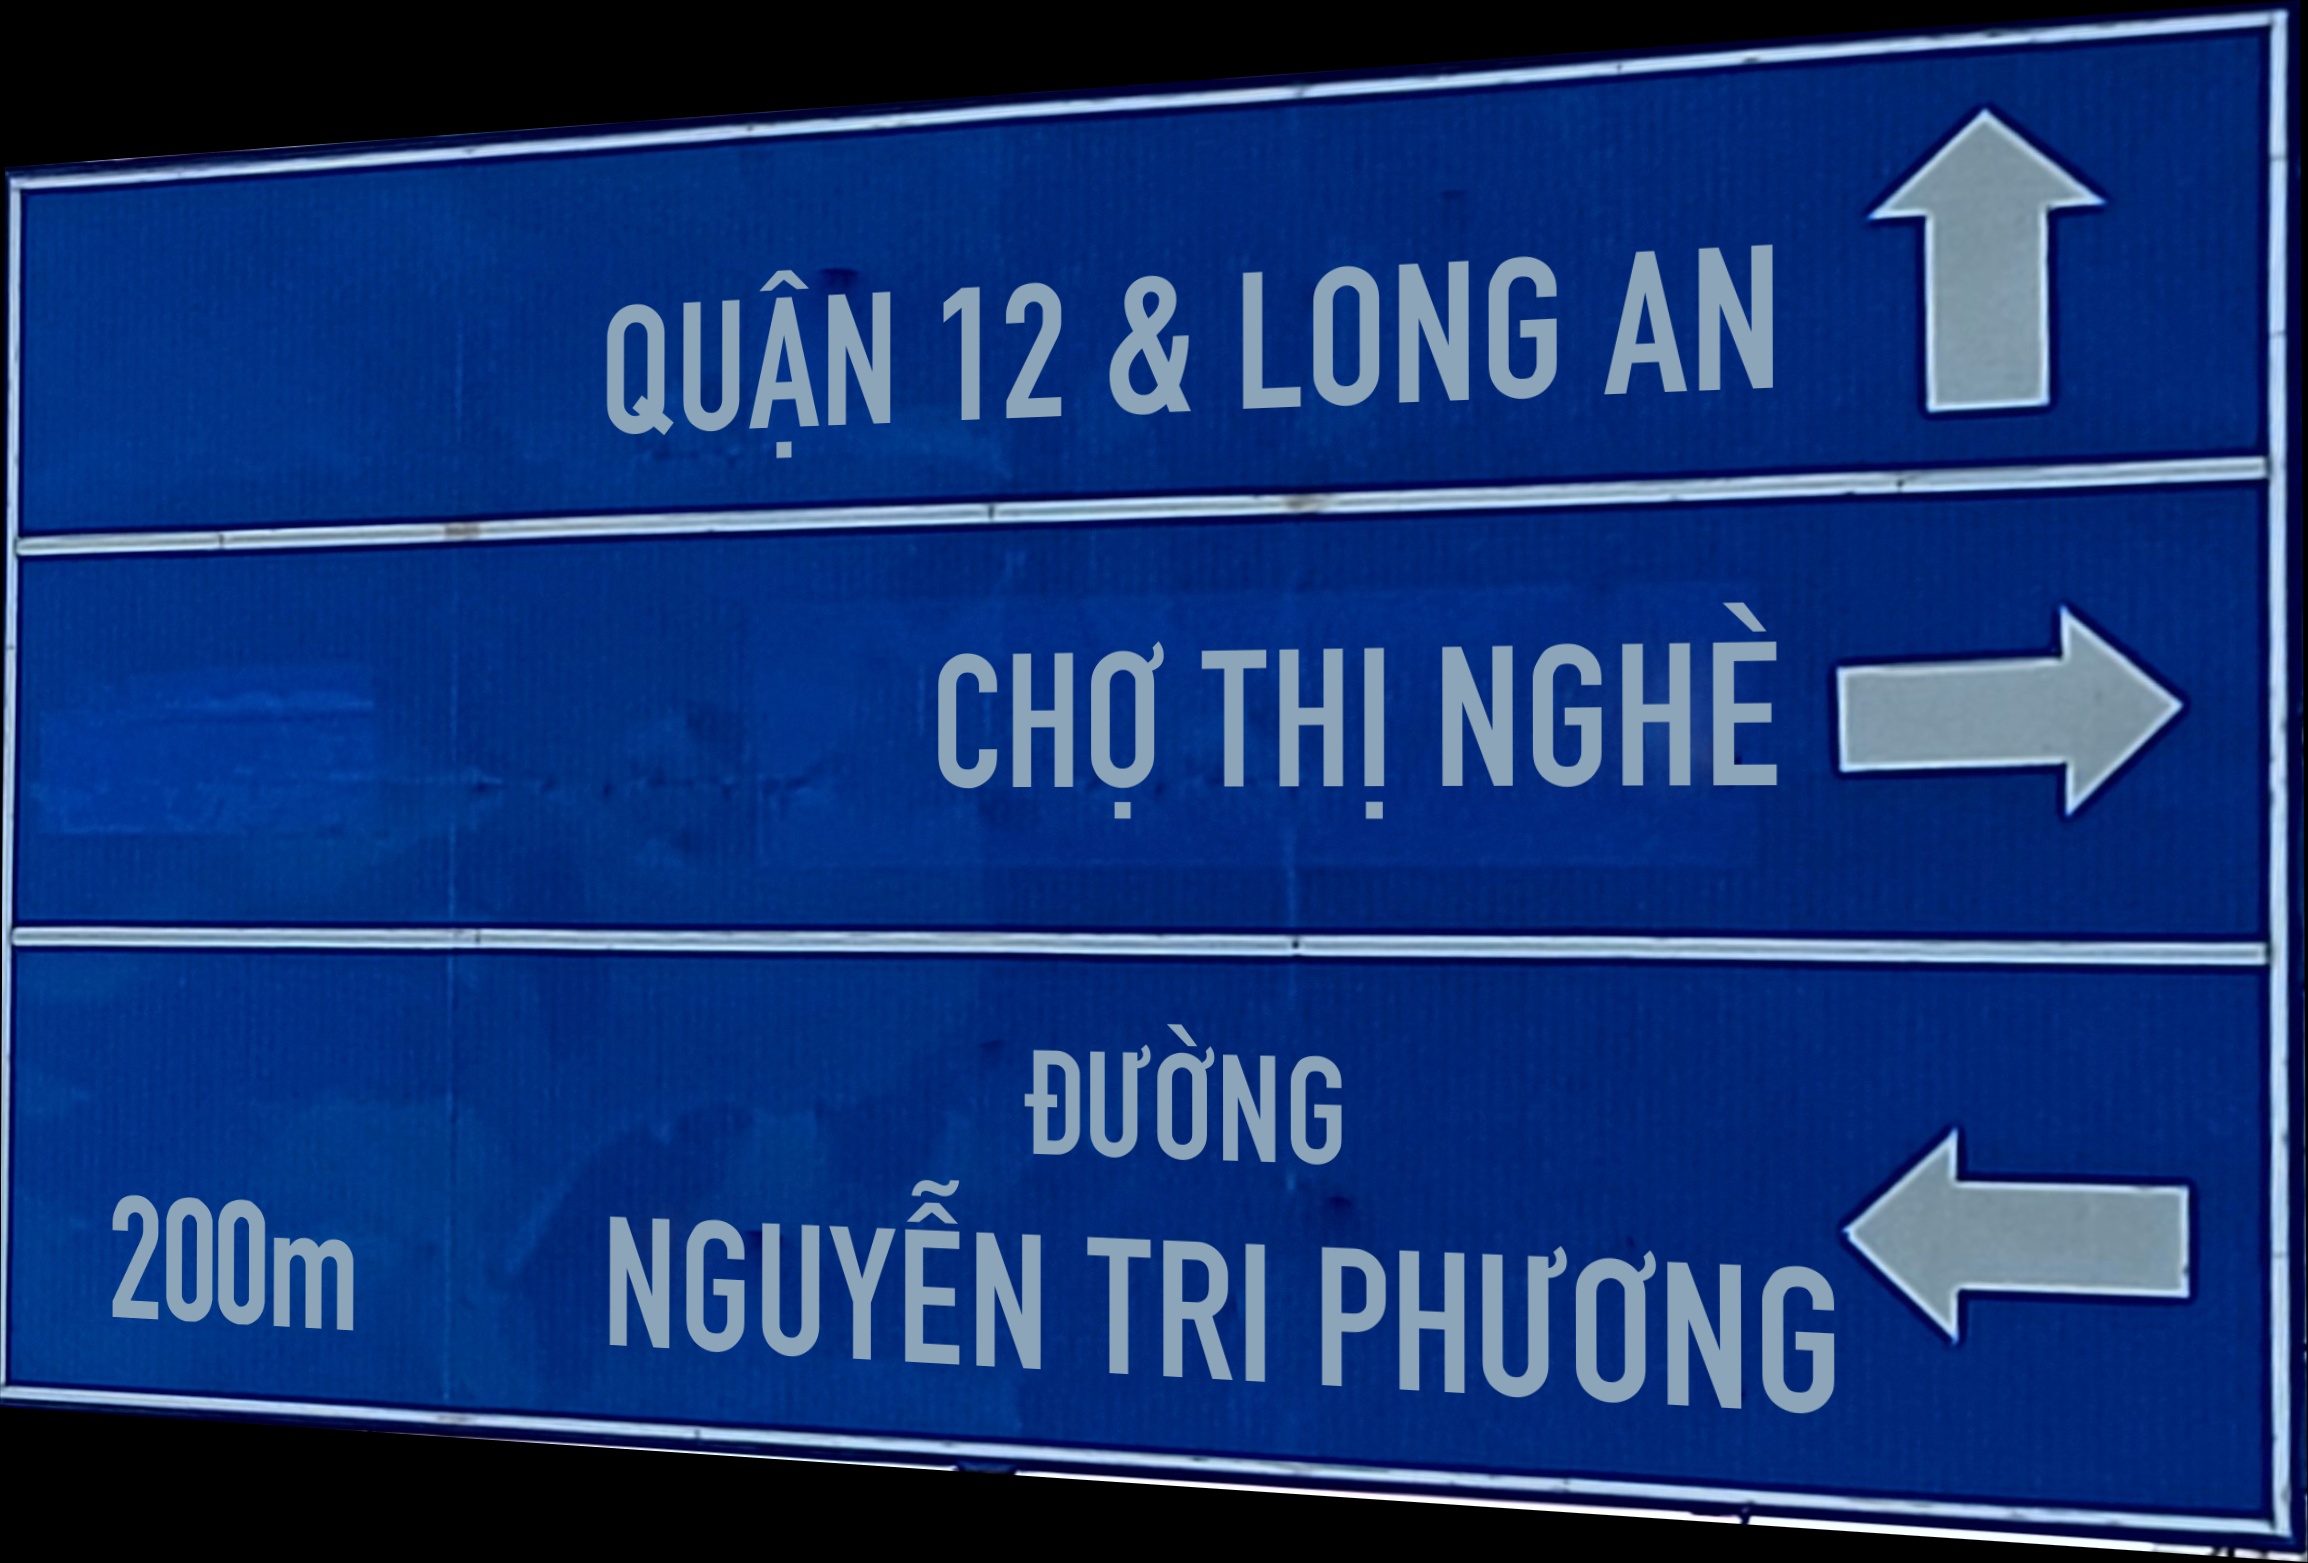 QUẬN 12 & LONG AN
CHỢ THỊ NGHÈ
ĐƯỜNG
NGUYỄN TRI PHƯƠNG
200m